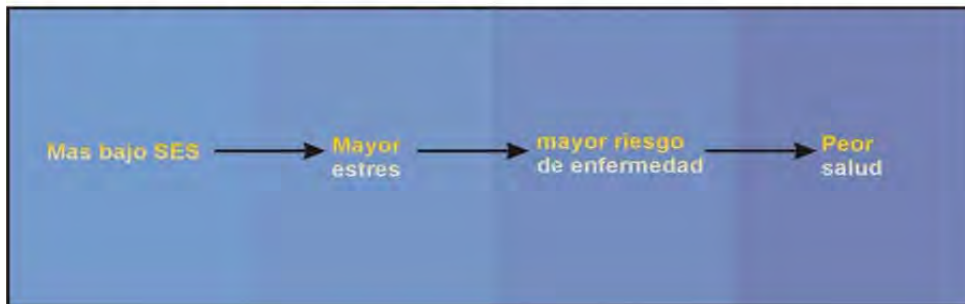 Mas bajo SES
Mayor
estres
mayor riesgo
de enfermedad
Peor
salud